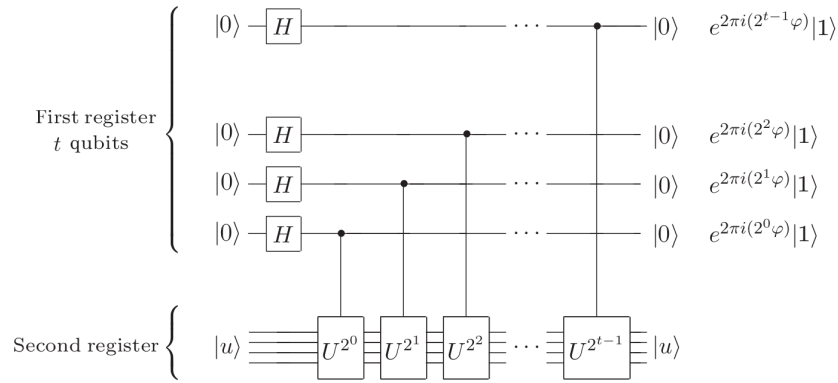 |0⟩ H ··· |0⟩ e^{2πi(2^{t−1}φ)}|1⟩
First register
t qubits
|0⟩ H ··· |0⟩ e^{2πi(2^2φ)}|1⟩
|0⟩ H ··· |0⟩ e^{2πi(2^1φ)}|1⟩
|0⟩ H ··· |0⟩ e^{2πi(2^0φ)}|1⟩
Second register |u⟩ U^{2^0} U^{2^1} U^{2^2} ··· U^{2^{t−1}} |u⟩